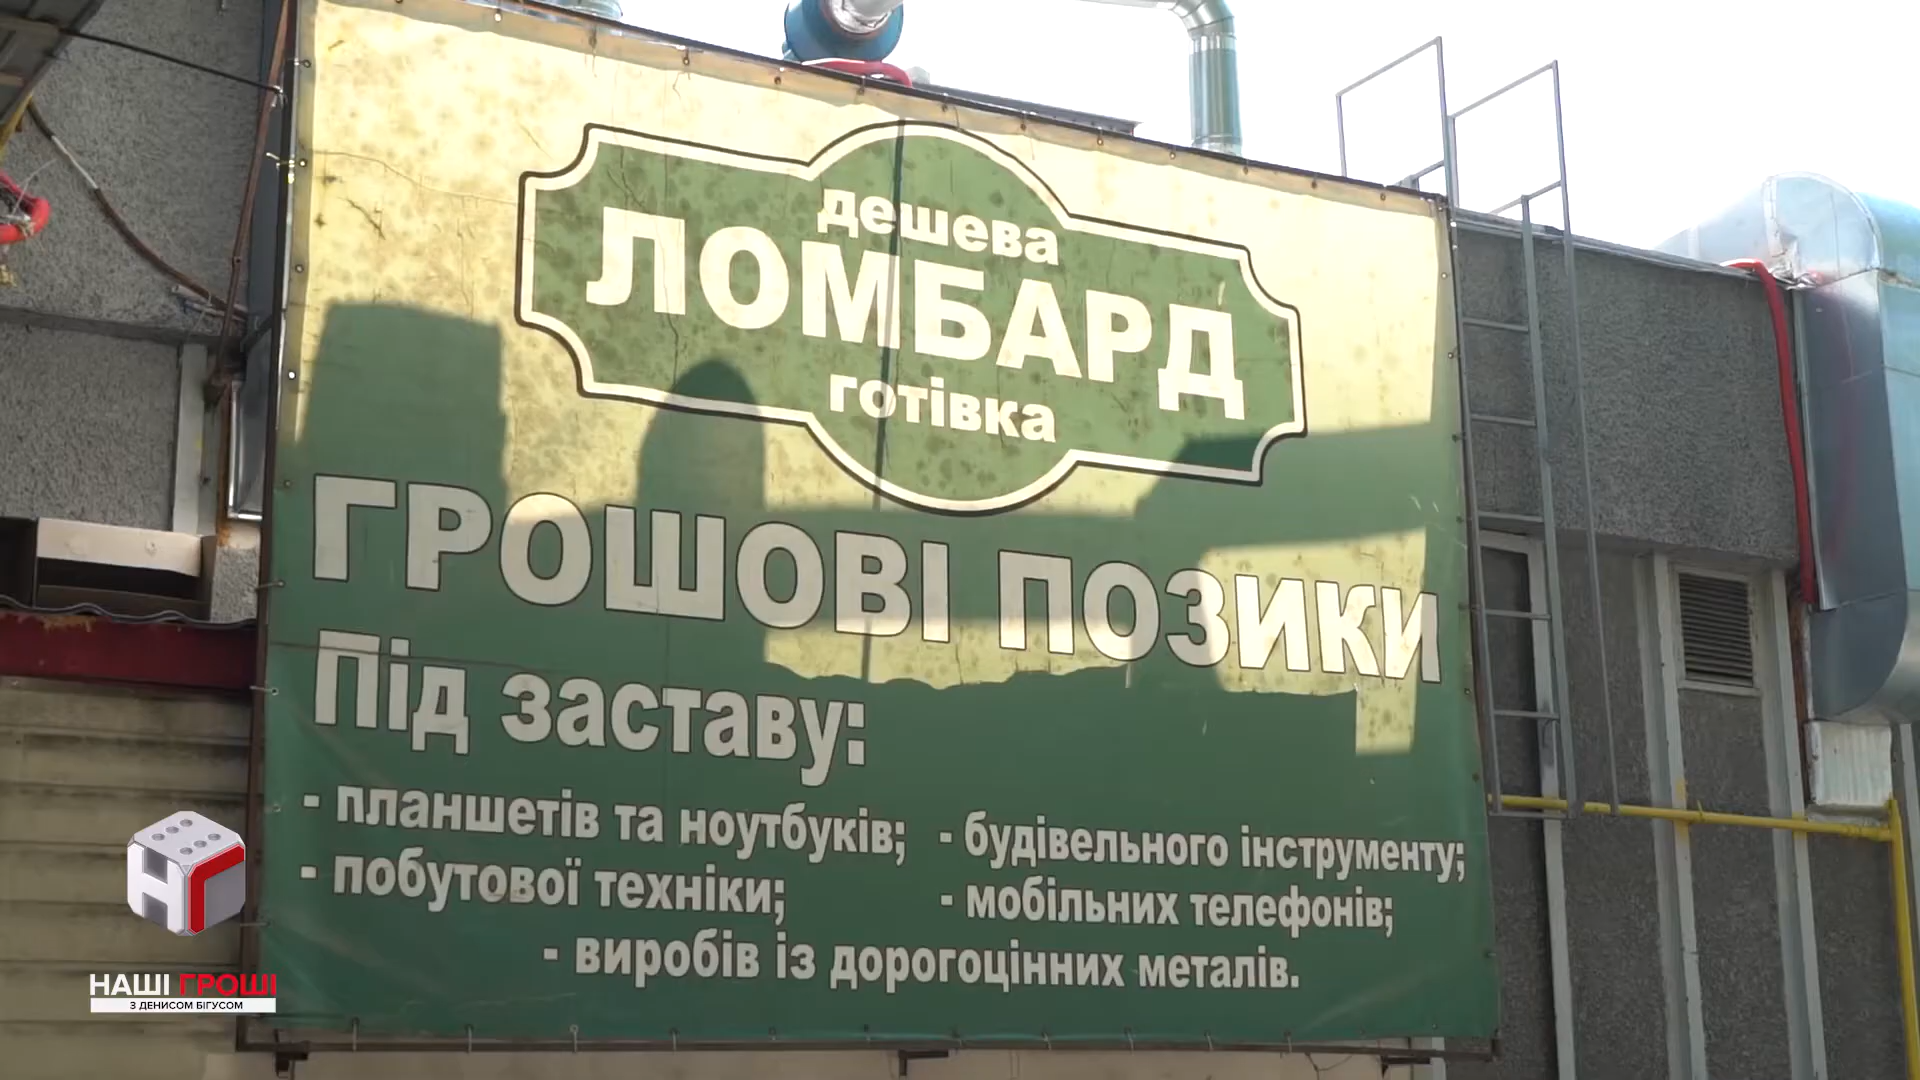 дешева
ЛОМБАРД
готівка
ГРОШОВІ ПОЗИКИ
Під заставу:
- планшетів та ноутбуків;
- будівельного інструменту;
- побутової техніки;
- мобільних телефонів;
- виробів із дорогоцінних металів.
НГ
НАШІ ГРОШІ
З ДЕНИСОМ БІГУСОМ